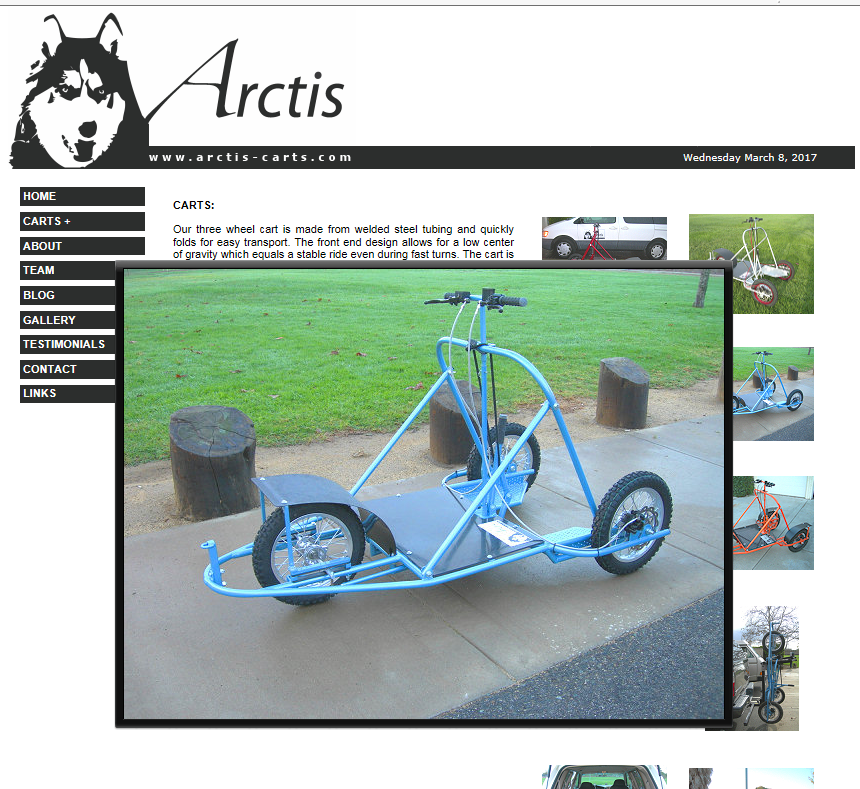 Arctis
www.arctis-carts.com
Wednesday March 8, 2017
HOME
CARTS +
ABOUT
TEAM
BLOG
GALLERY
TESTIMONIALS
CONTACT
LINKS
CARTS:
Our three wheel cart is made from welded steel tubing and quickly
folds for easy transport. The front end design allows for a low center
of gravity which equals a stable ride even during fast turns. The cart is